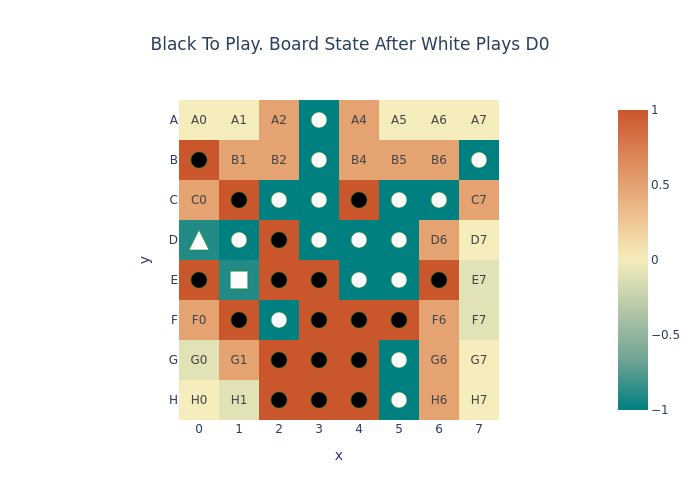 Black To Play. Board State After White Plays D0
A A0 A1 A2 A4 A5 A6 A7
B B1 B2 B4 B5 B6
C C0 C7
D D6 D7
E E7
F F0 F6 F7
G G0 G1 G6 G7
H H0 H1 H6 H7
0 1 2 3 4 5 6 7
x
y
1
0.5
0
−0.5
−1